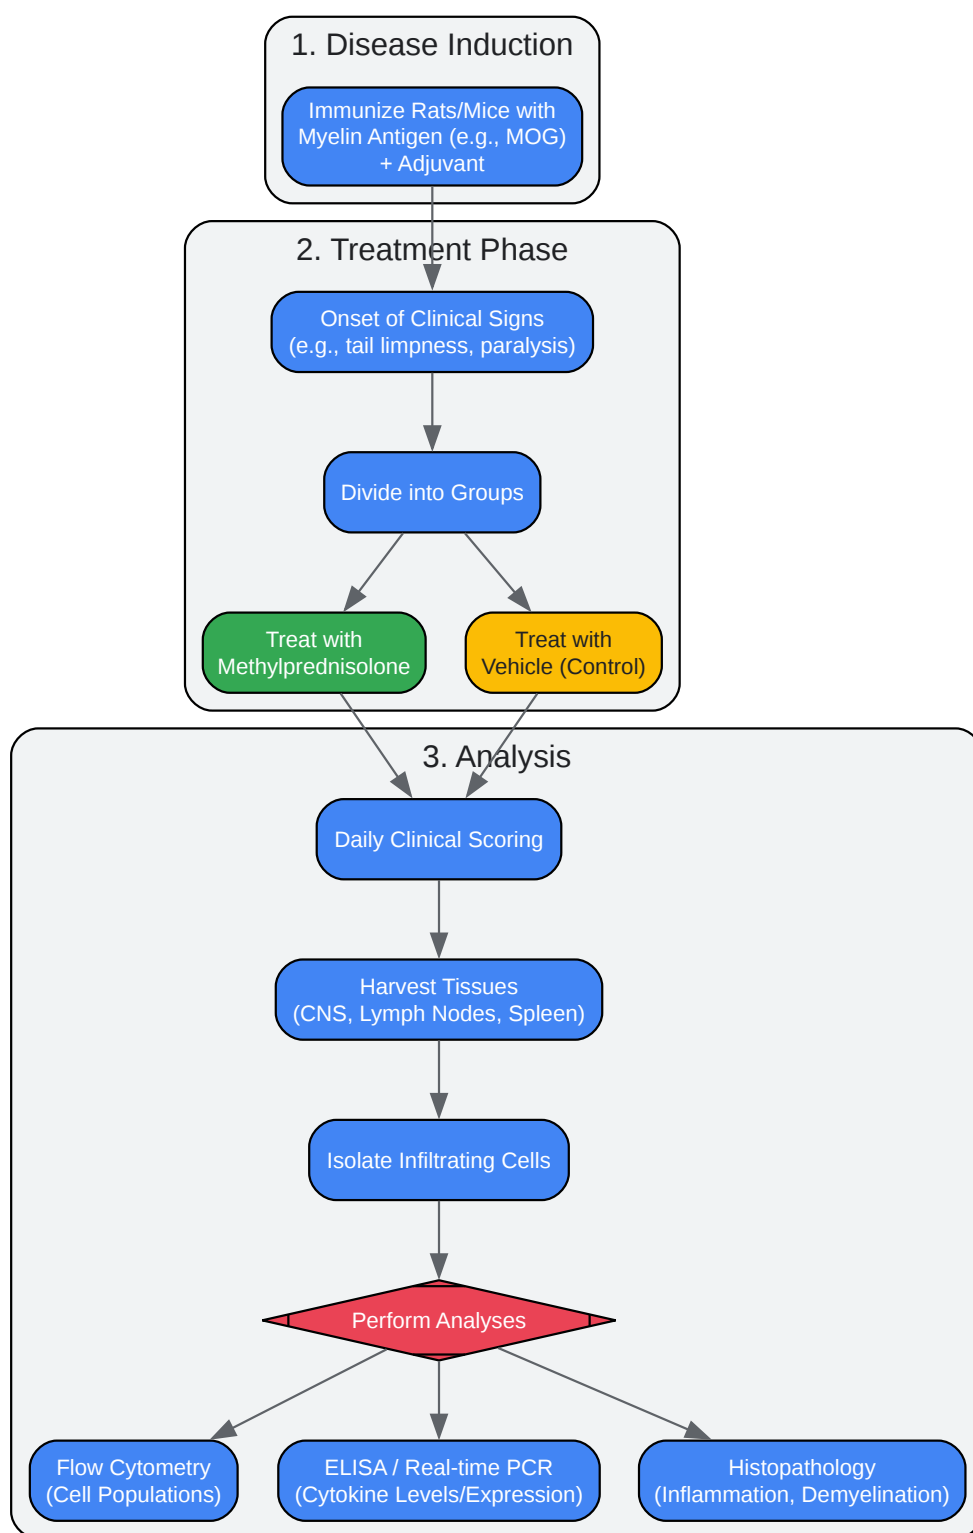 1. Disease Induction
Immunize Rats/Mice with
Myelin Antigen (e.g., MOG)
+ Adjuvant
2. Treatment Phase
Onset of Clinical Signs
(e.g., tail limpness, paralysis)
Divide into Groups
Treat with
Methylprednisolone
Treat with
Vehicle (Control)
3. Analysis
Daily Clinical Scoring
Harvest Tissues
(CNS, Lymph Nodes, Spleen)
Isolate Infiltrating Cells
Perform Analyses
Flow Cytometry
(Cell Populations)
ELISA / Real-time PCR
(Cytokine Levels/Expression)
Histopathology
(Inflammation, Demyelination)